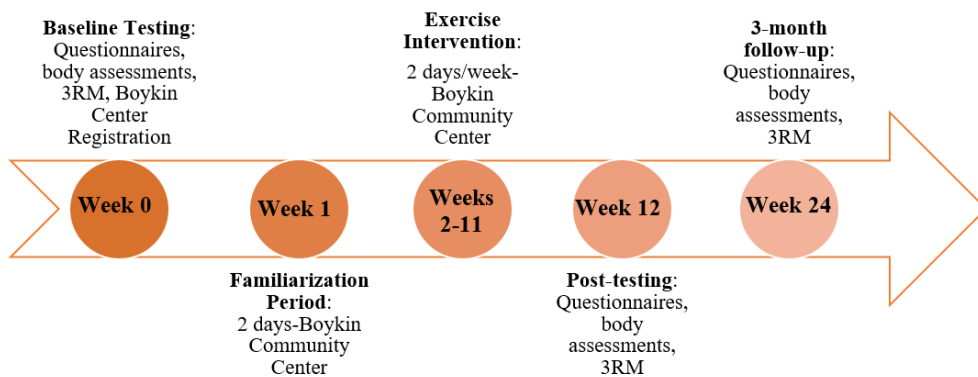 Baseline Testing:
Questionnaires,
body assessments,
3RM, Boykin
Center
Registration
Week 0
Week 1
Familiarization
Period:
2 days-Boykin
Community
Center
Exercise
Intervention:
2 days/week-
Boykin
Community
Center
Weeks
2-11
Week 12
Post-testing:
Questionnaires,
body
assessments,
3RM
3-month
follow-up:
Questionnaires,
body
assessments,
3RM
Week 24